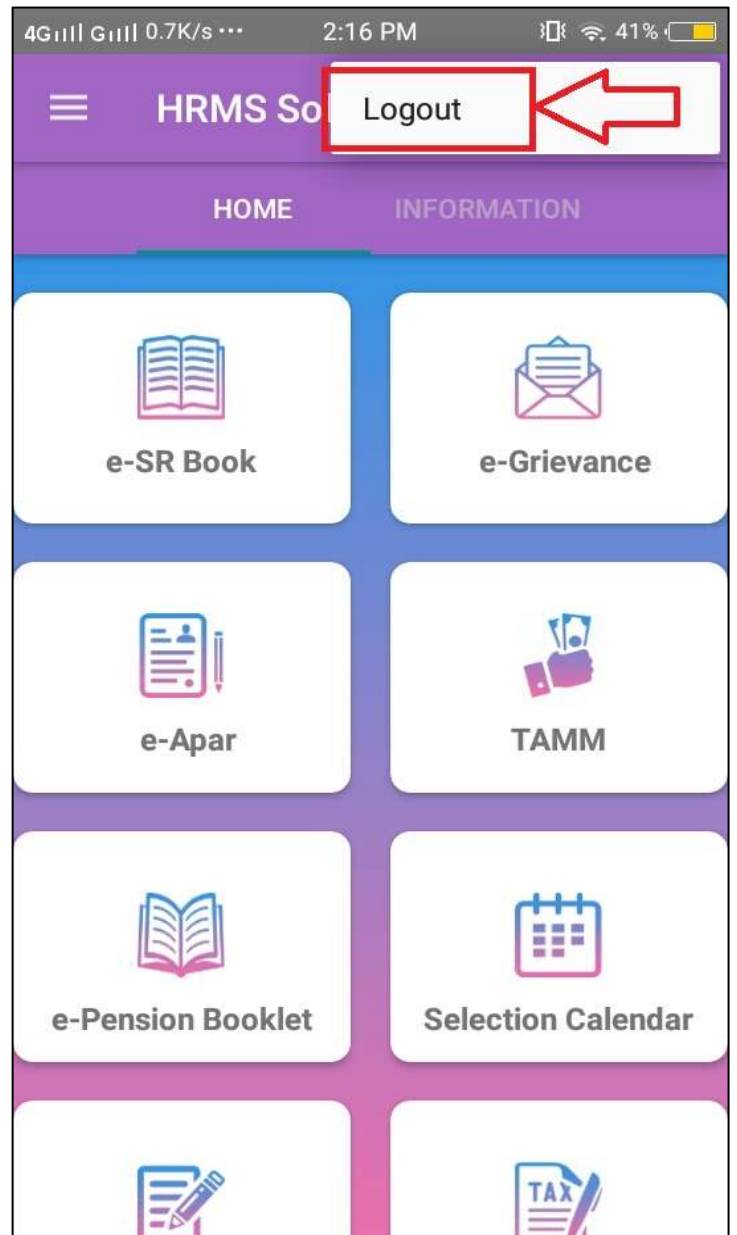 4G G 0.7K/s ··· 2:16 PM 41%
HRMS So
Logout
HOME INFORMATION
e-SR Book e-Grievance
e-Apar TAMM
e-Pension Booklet Selection Calendar
TAX